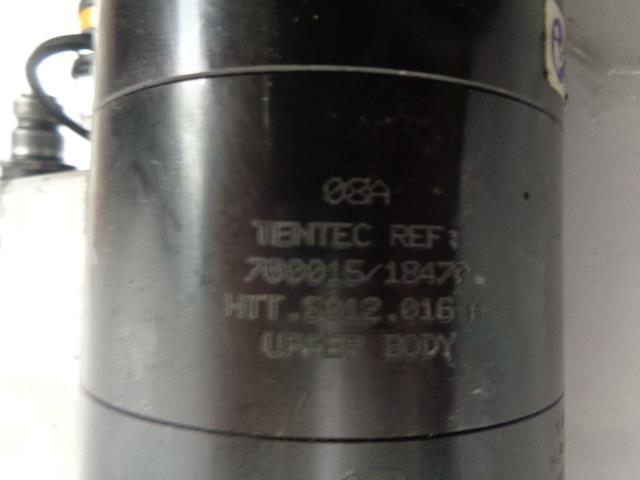 08A
TENTEC REF:
700015/18470.
HTT.2012.016 A
UPPER BODY